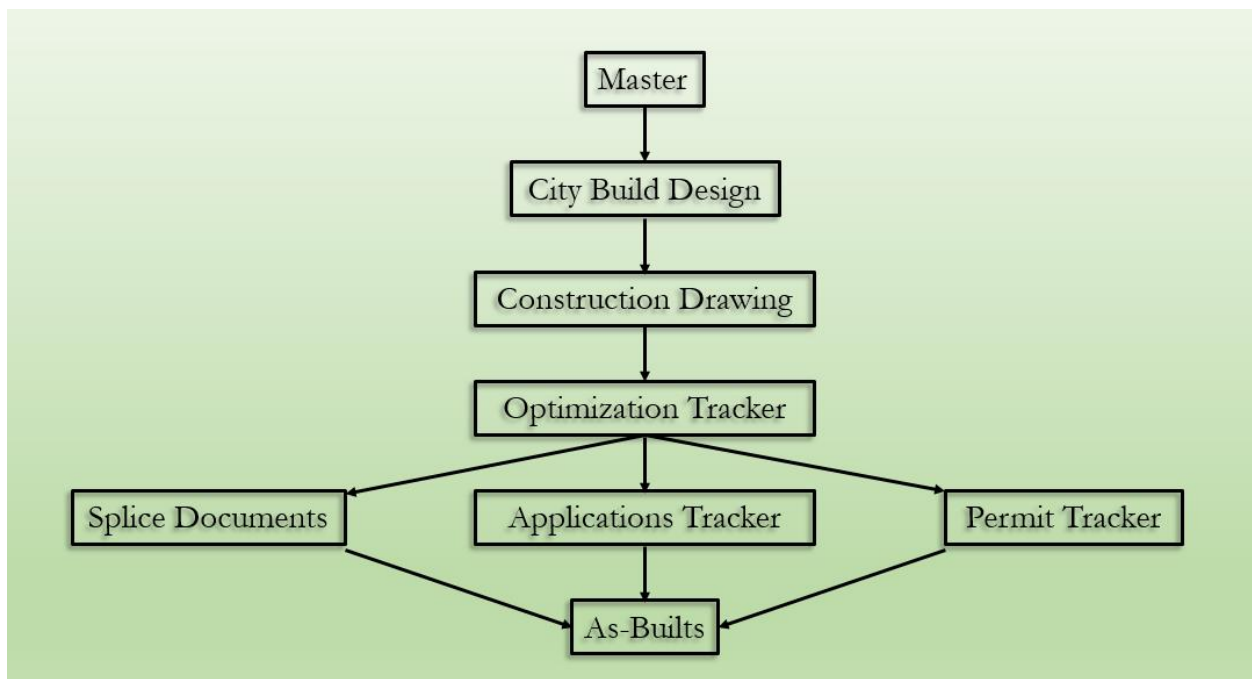 Master
City Build Design
Construction Drawing
Optimization Tracker
Splice Documents
Applications Tracker
Permit Tracker
As-Builts